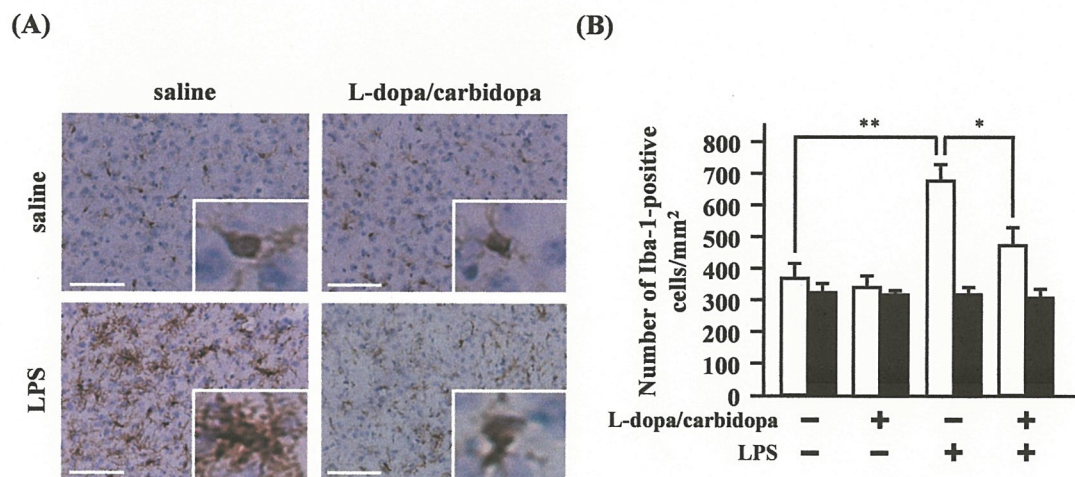 (A)
saline
L-dopa/carbidopa
saline
LPS
(B)
Number of Iba-1-positive
cells/mm²
800
700
600
500
400
300
200
100
0
**
*
L-dopa/carbidopa − + − +
LPS − − + +